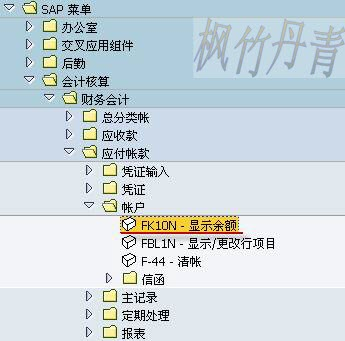 SAP 菜单
枫竹丹青
办公室
交叉应用组件
后勤
会计核算
财务会计
总分类帐
应收款
应付帐款
凭证输入
凭证
帐户
FK10N - 显示余额
FBL1N - 显示/更改行项目
F-44 - 清帐
信函
主记录
定期处理
报表